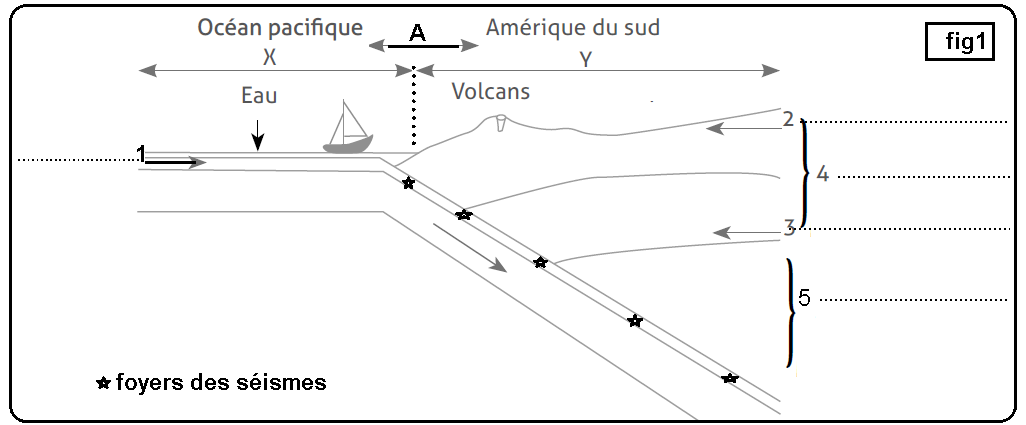 Océan pacifique
A
Amérique du sud
fig1
X
Y
Eau
Volcans
1
2
4
3
5
foyers des séismes